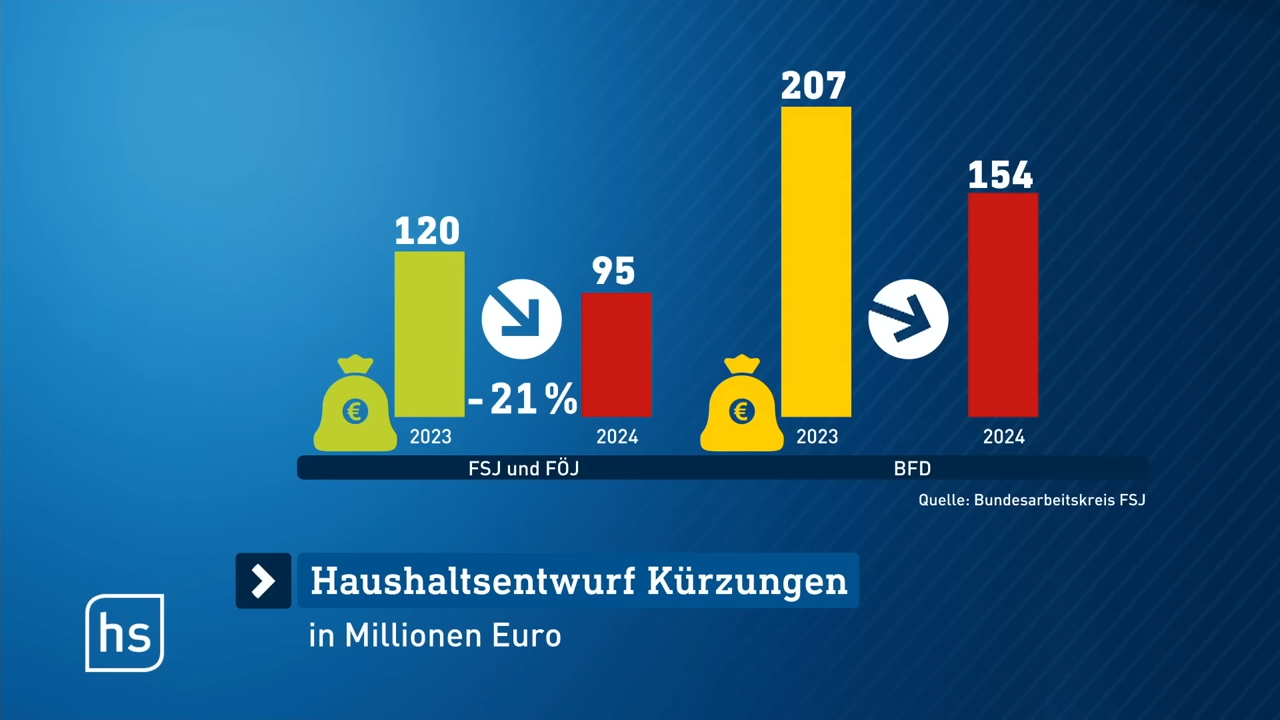 207
154
120
95
- 21 %
€
€
2023
2024
2023
2024
FSJ und FÖJ
BFD
Quelle: Bundesarbeitskreis FSJ
Haushaltsentwurf Kürzungen
in Millionen Euro
hs